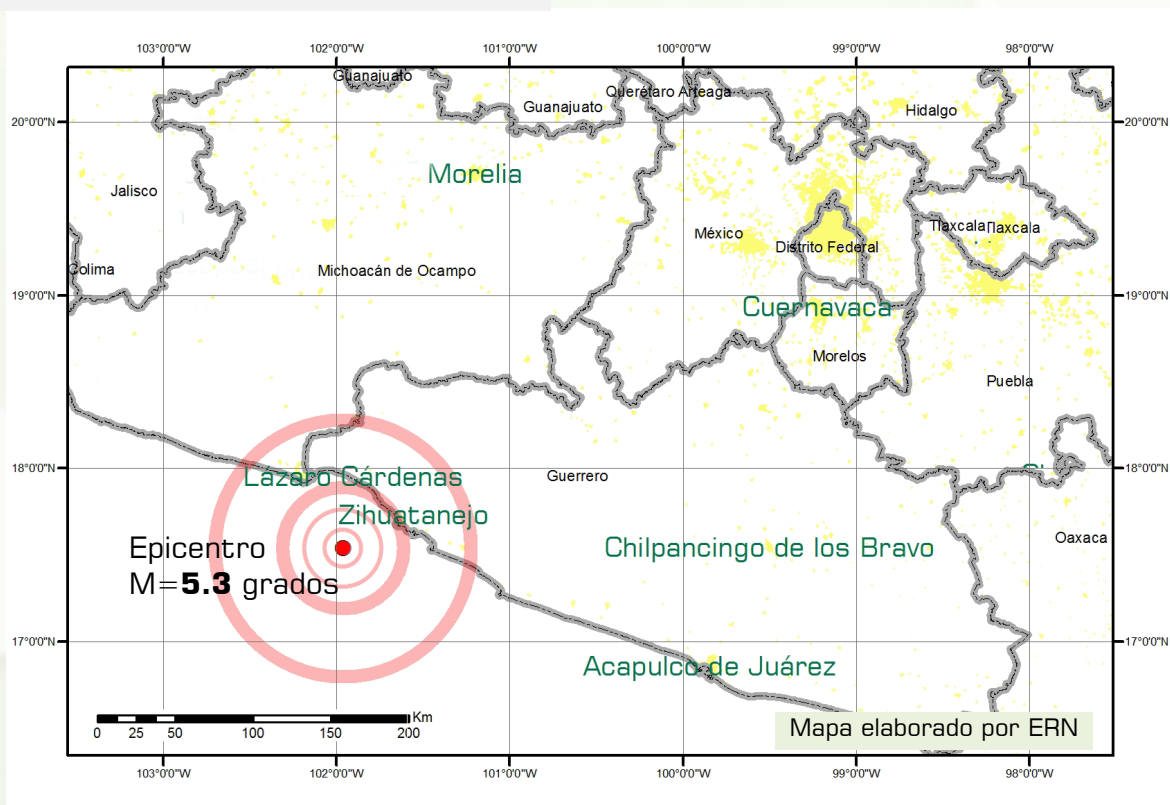 103°0'0"W 102°0'0"W 101°0'0"W 100°0'0"W 99°0'0"W 98°0'0"W
Guanajuato
Querétaro Arteaga
Guanajuato
Hidalgo
20°0'0"N 20°0'0"N
Morelia
Jalisco
México
Tlaxcala Tlaxcala
Distrito Federal
Colima
Michoacán de Ocampo
19°0'0"N 19°0'0"N
Cuernavaca
Morelos
Puebla
18°0'0"N 18°0'0"N
Lázaro Cárdenas
Guerrero
Zihuatanejo
Oaxaca
Epicentro
Chilpancingo de los Bravo
M=5.3 grados
17°0'0"N 17°0'0"N
Acapulco de Juárez
Km
0 25 50 100 150 200
Mapa elaborado por ERN
103°0'0"W 102°0'0"W 101°0'0"W 100°0'0"W 99°0'0"W 98°0'0"W